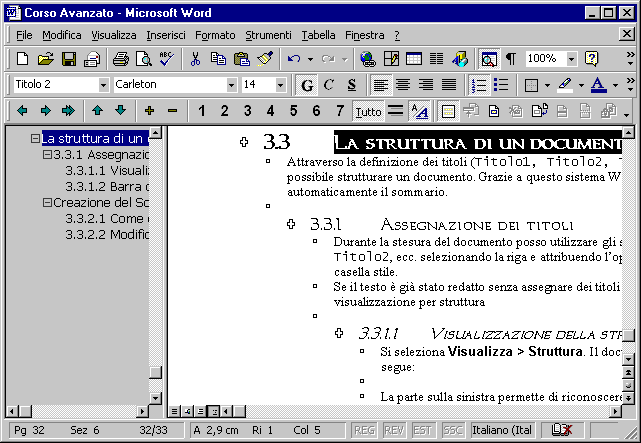 Corso Avanzato - Microsoft Word
File Modifica Visualizza Inserisci Formato Strumenti Tabella Finestra ?
100%
Titolo 2 Carleton 14 G C S
1 2 3 4 5 6 7 Tutto
La struttura di un
3.3.1 Assegnazio
3.3.1.1 Visualiz
3.3.1.2 Barra
Creazione del So
3.3.2.1 Come
3.3.2.2 Modific
3.3 LA STRUTTURA DI UN DOCUMENT
Attraverso la definizione dei titoli (Titolo1, Titolo2,
possibile strutturare un documento. Grazie a questo sistema W
automaticamente il sommario.
3.3.1 ASSEGNAZIONE DEI TITOLI
Durante la stesura del documento posso utilizzare gli s
Titolo2, ecc. selezionando la riga e attribuendo l'op
casella stile.
Se il testo è già stato redatto senza assegnare dei titoli
visualizzazione per struttura
3.3.1.1 VISUALIZZAZIONE DELLA STR
Si seleziona Visualizza > Struttura. Il doc
segue:
La parte sulla sinistra permette di riconoscere
Pg 32 Sez 6 32/33 A 2,9 cm Ri 1 Col 5 REG REV EST SSC Italiano (Ital